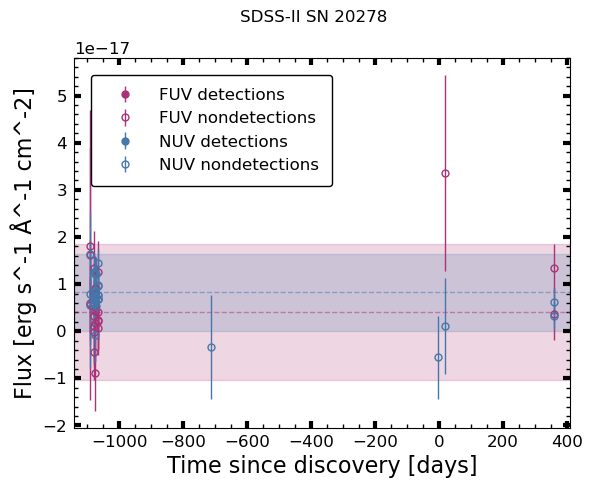 SDSS-II SN 20278
1e−17
FUV detections
FUV nondetections
NUV detections
NUV nondetections
5
4
3
2
1
0
−1
−2
Flux [erg s^-1 Å^-1 cm^-2]
−1000 −800 −600 −400 −200 0 200 400
Time since discovery [days]